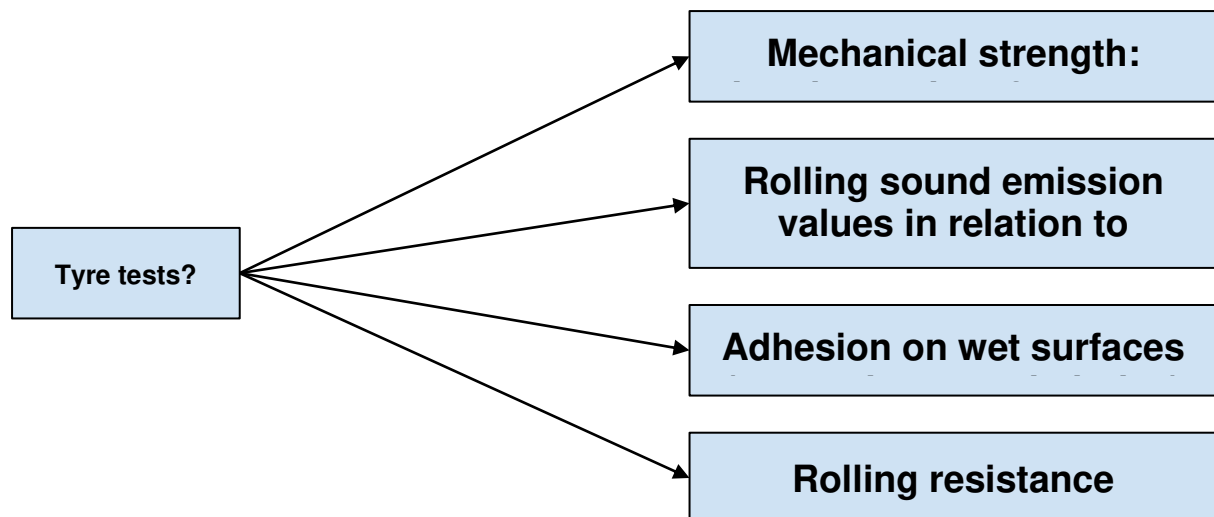 Tyre tests?
Mechanical strength:
Rolling sound emission
values in relation to
Adhesion on wet surfaces
Rolling resistance